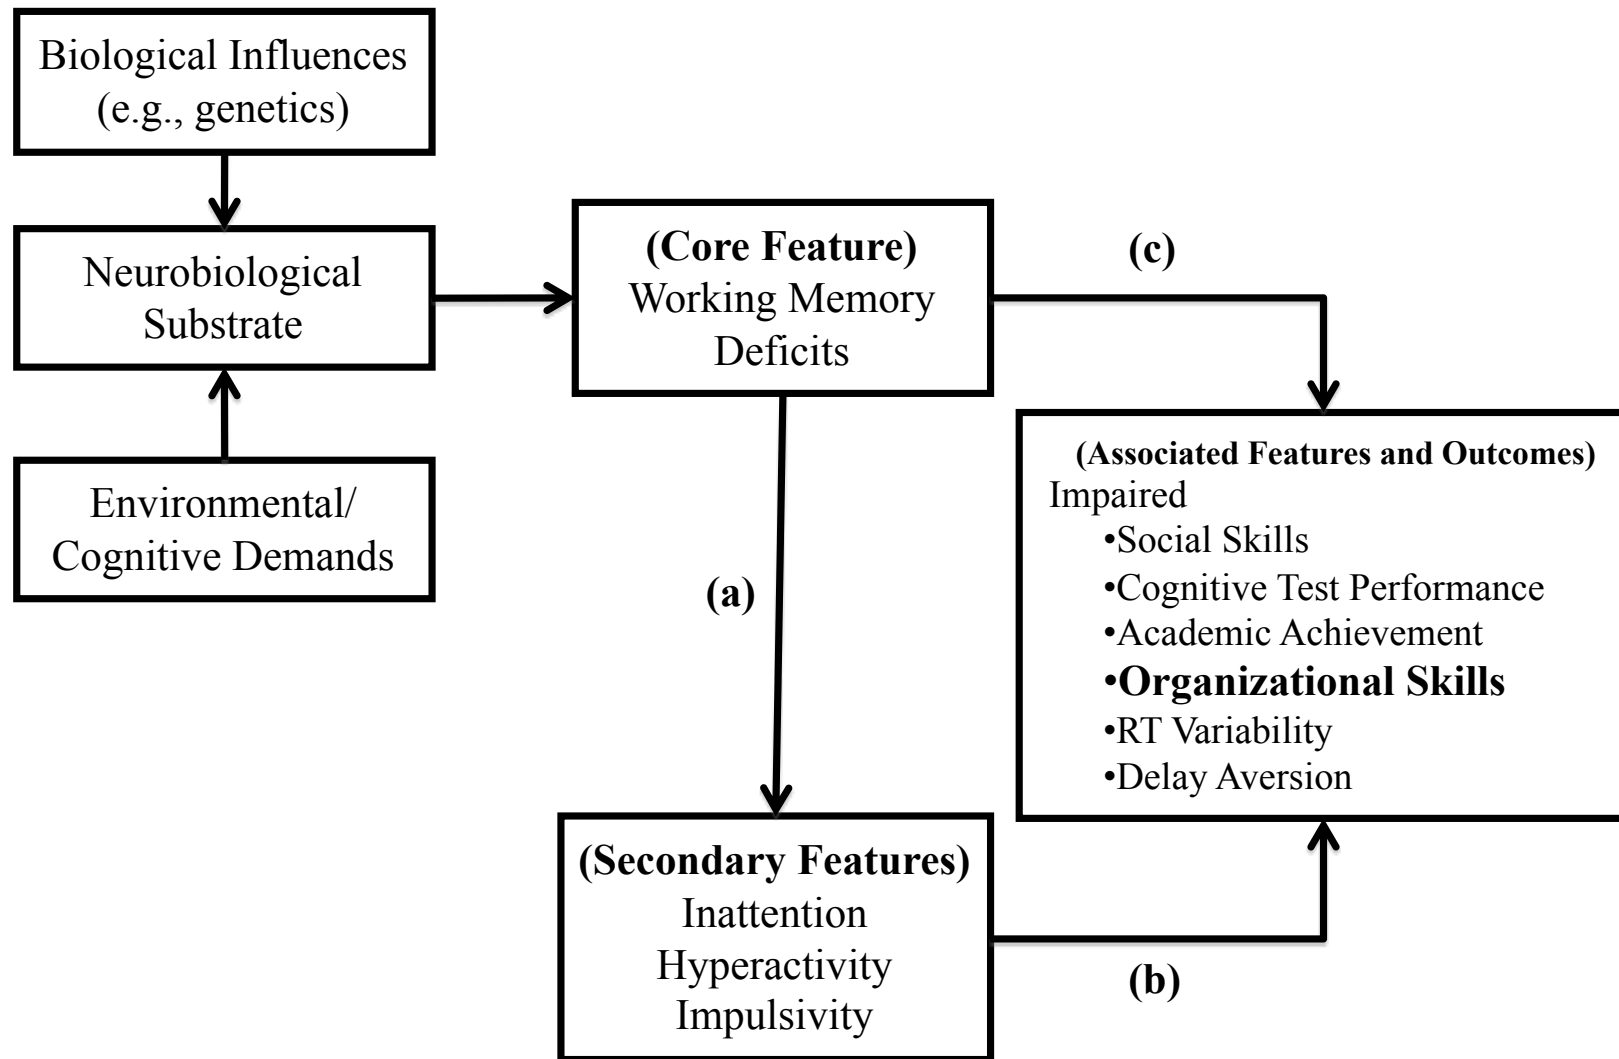 Biological Influences
(e.g., genetics)
Neurobiological
Substrate
Environmental/
Cognitive Demands
(Core Feature)
Working Memory
Deficits
(c)
(a)
(Associated Features and Outcomes)
Impaired
•Social Skills
•Cognitive Test Performance
•Academic Achievement
•Organizational Skills
•RT Variability
•Delay Aversion
(Secondary Features)
Inattention
Hyperactivity
Impulsivity
(b)